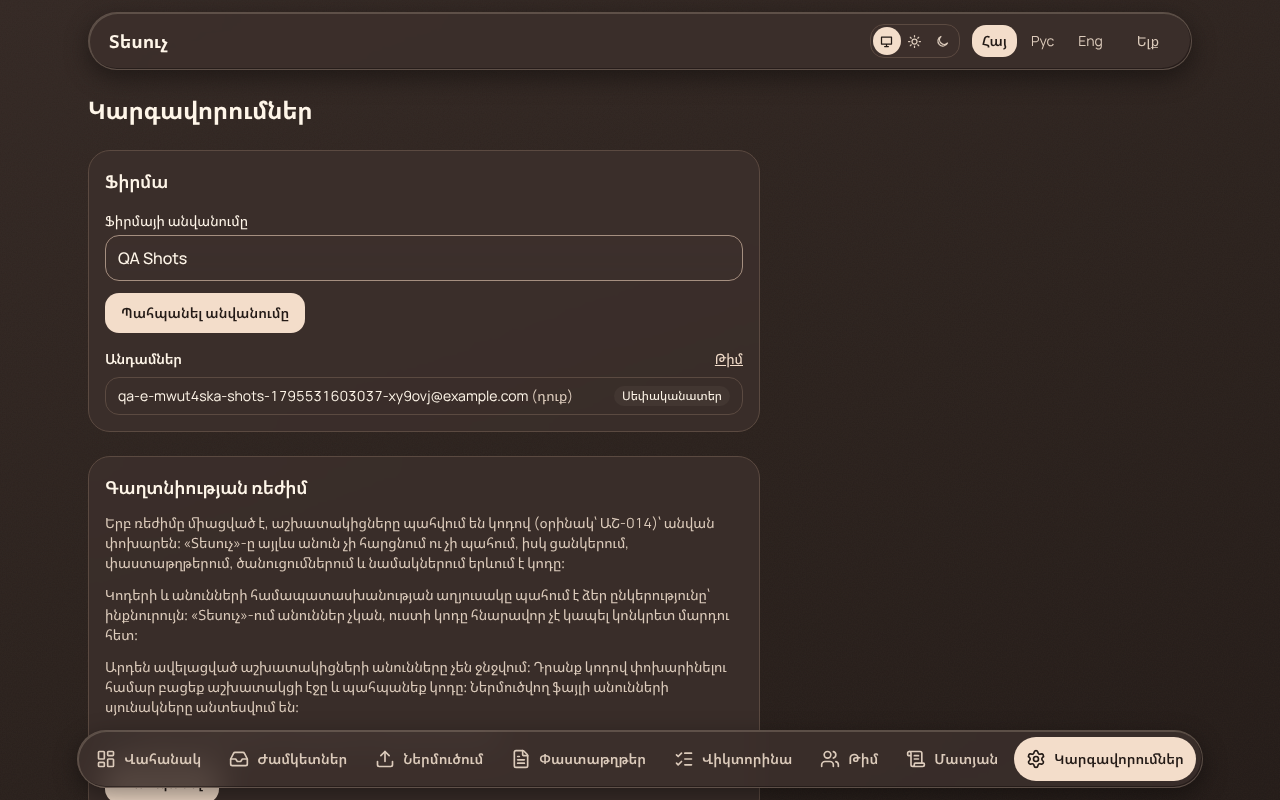 Տեսուչ
Հայ Рус Eng Ելք
Կարգավորումներ
Ֆիրմա
Ֆիրմայի անվանումը
QA Shots
Պահպանել անվանումը
Անդամներ Թիմ
qa-e-mwut4ska-shots-1795531603037-xy9ovj@example.com (դուք) Սեփականատեր
Գաղտնիության ռեժիմ
Երբ ռեժիմը միացված է, աշխատակիցները պահվում են կոդով (օրինակ՝ ԱՇ-014)՝ անվան
փոխարեն։ «Տեսուչ»-ը այլևս անուն չի հարցնում ու չի պահում, իսկ ցանկերում,
փաստաթղթերում, ծանուցումներում և նամակներում երևում է կոդը։
Կոդերի և անունների համապատասխանության աղյուսակը պահում է ձեր ընկերությունը՝
ինքնուրույն։ «Տեսուչ»-ում անուններ չկան, ուստի կոդը հնարավոր չէ կապել կոնկրետ մարդու
հետ։
Արդեն ավելացված աշխատակիցների անունները չեն ջնջվում։ Դրանք կոդով փոխարինելու
համար բացեք աշխատակցի էջը և պահպանեք կոդը։ Ներմուծվող ֆայլի անունների
սյունակները անտեսվում են։
Վահանակ Ժամկետներ Ներմուծում Փաստաթղթեր Վիկտորինա Թիմ Մատյան Կարգավորումներ